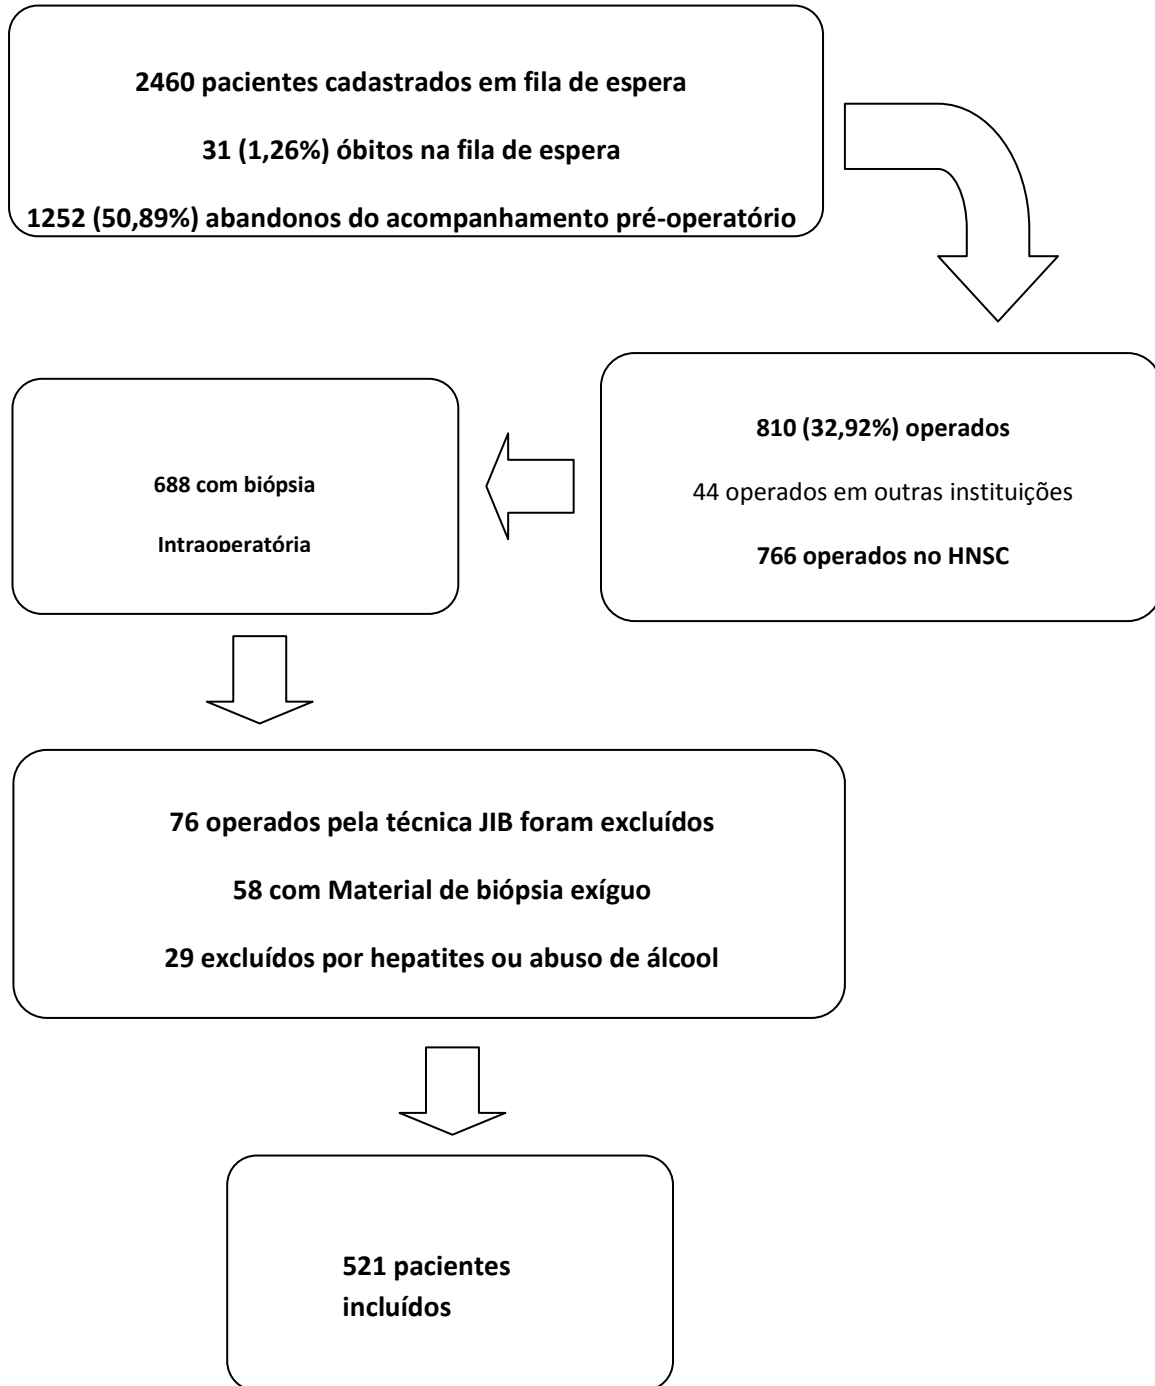 2460 pacientes cadastrados em fila de espera
31 (1,26%) óbitos na fila de espera
1252 (50,89%) abandonos do acompanhamento pré-operatório
810 (32,92%) operados
44 operados em outras instituições
766 operados no HNSC
688 com biópsia
Intraoperatória
76 operados pela técnica JIB foram excluídos
58 com Material de biópsia exíguo
29 excluídos por hepatites ou abuso de álcool
521 pacientes
incluídos